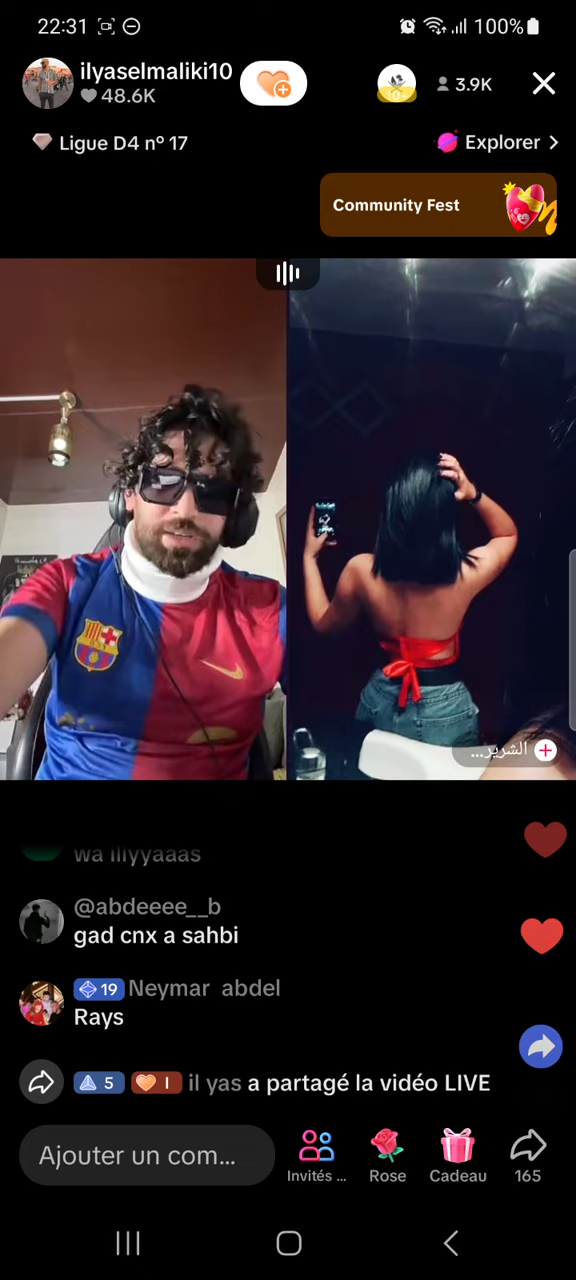 22:31
100%
ilyaselmaliki10
48.6K
3.9K
Ligue D4 nº 17
Explorer
Community Fest
الشرير...
wa illyyaaas
@abdeeee__b
gad cnx a sahbi
19 Neymar abdel
Rays
5 I il yas a partagé la vidéo LIVE
Ajouter un com...
Invités ...
Rose
Cadeau
165